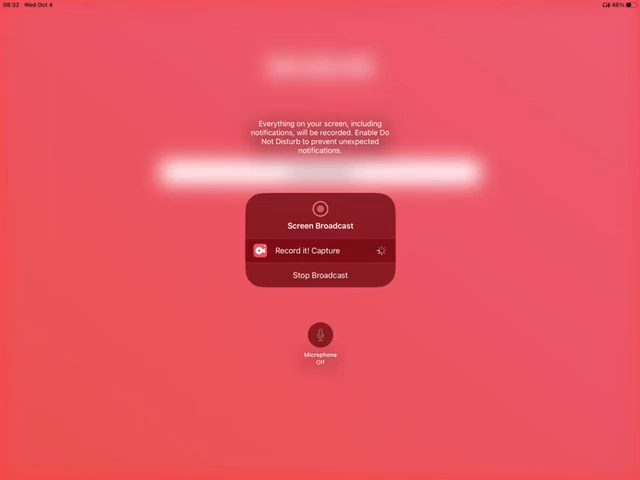 08:32 Wed Oct 4
48%
Everything on your screen, including
notifications, will be recorded. Enable Do
Not Disturb to prevent unexpected
notifications.
Screen Broadcast
Record it! Capture
Stop Broadcast
Microphone
Off